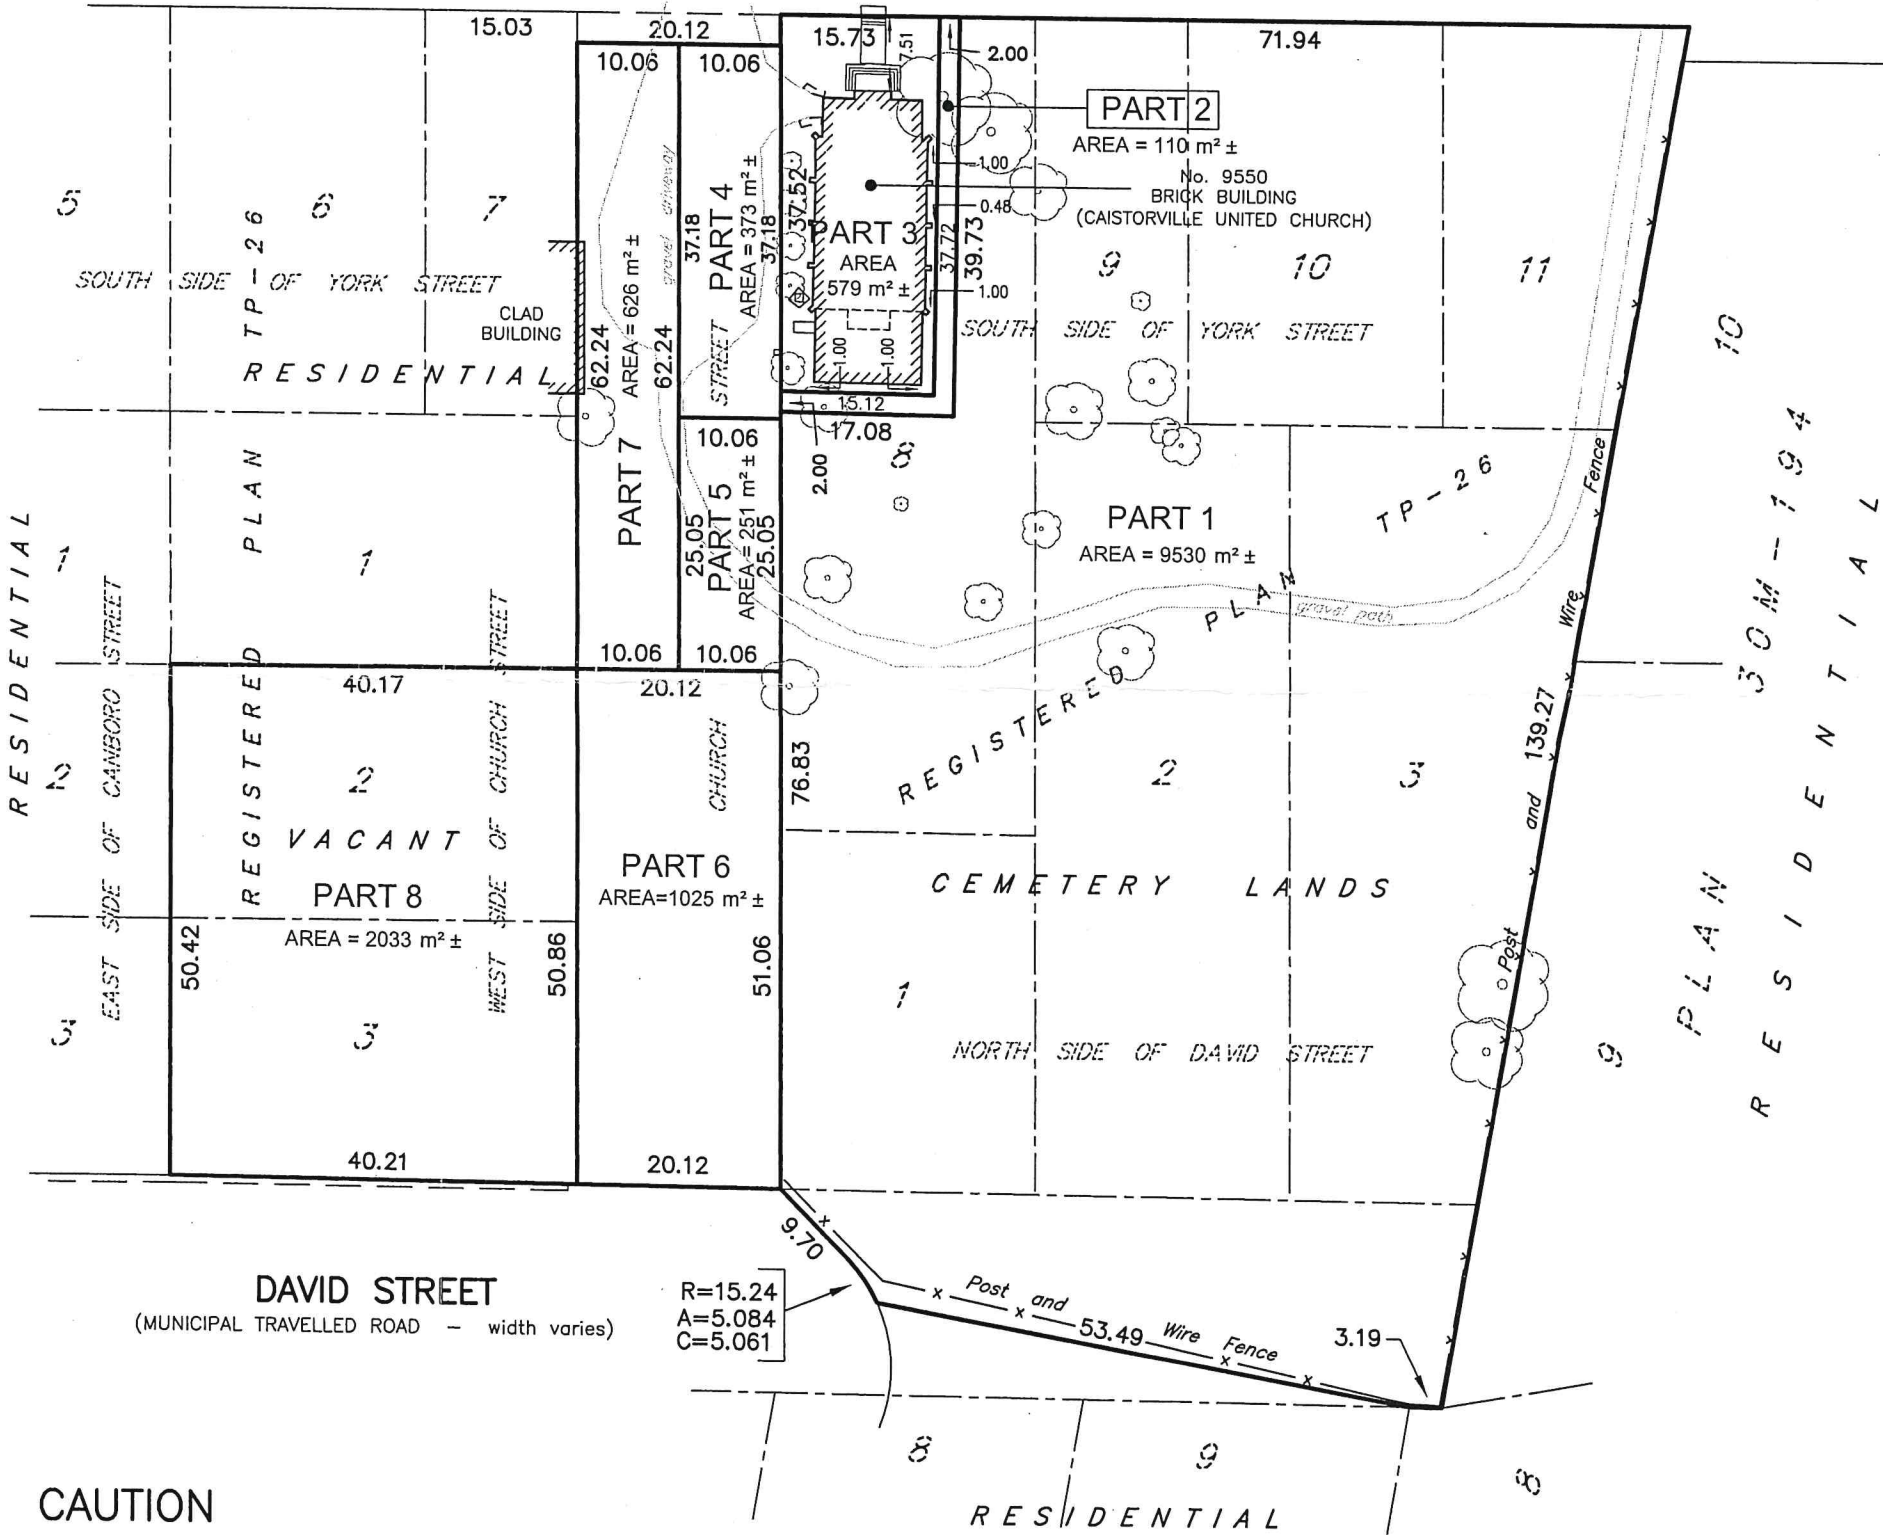 15.03
20.12
15.73
7.51
2.00
71.94
10.06
10.06
PART 2
AREA = 110 m² ±
No. 9550
BRICK BUILDING
(CAISTORVILLE UNITED CHURCH)
1.00
0.48
1.00
5
6
7
TP-26
SOUTH SIDE OF YORK STREET
CLAD
BUILDING
RESIDENTIAL
62.24
AREA = 626 m² ±
62.24
gravel driveway
37.18
PART 4
AREA = 373 m² ±
37.18
STREET
37.52
PART 3
AREA
579 m² ±
37.72
39.73
1.00
1.00
15.12
17.08
2.00
9
10
11
SOUTH SIDE OF YORK STREET
8
10
PART 7
10.06
25.05
PART 5
AREA = 251 m² ±
25.05
10.06
10.06
PART 1
AREA = 9530 m² ±
TP-26
REGISTERED PLAN
gravel path
Post and Wire Fence
139.27
PLAN 30M-194
RESIDENTIAL
RESIDENTIAL
1
1
2
2
3
3
EAST SIDE OF CANBORO STREET
REGISTERED PLAN
WEST SIDE OF CHURCH STREET
40.17
20.12
VACANT
PART 8
AREA = 2033 m² ±
50.42
50.86
CHURCH
PART 6
AREA=1025 m² ±
51.06
76.83
2
3
CEMETERY LANDS
1
NORTH SIDE OF DAVID STREET
9
40.21
20.12
9.70
DAVID STREET
(MUNICIPAL TRAVELLED ROAD - width varies)
R=15.24
A=5.084
C=5.061
Post and Wire Fence
53.49
3.19
8
9
8
RESIDENTIAL
CAUTION